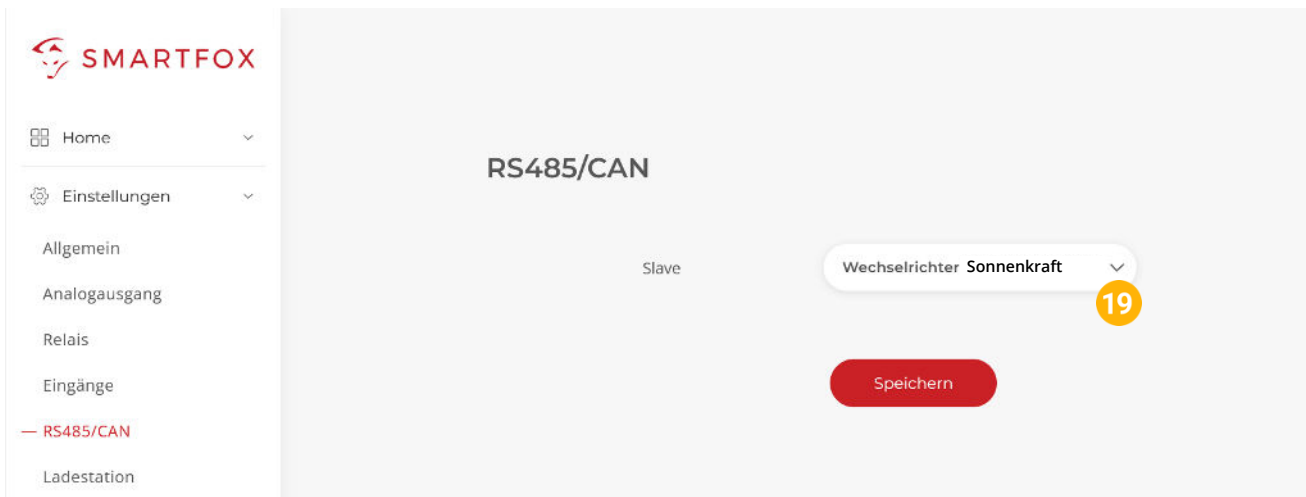 SMARTFOX
Home
Einstellungen
Allgemein
Analogausgang
Relais
Eingänge
RS485/CAN
Ladestation
RS485/CAN
Slave
Wechselrichter Sonnenkraft
19
Speichern